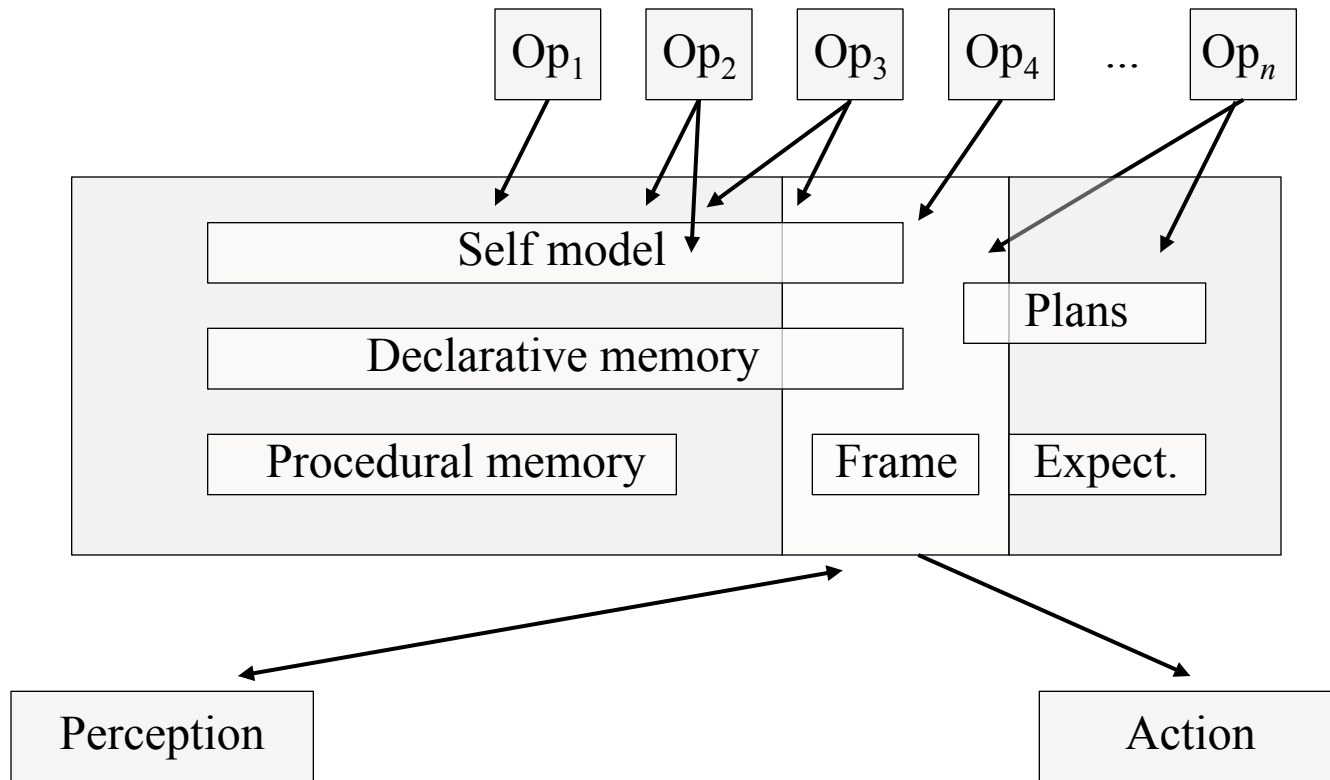 Op₁ Op₂ Op₃ Op₄ ... Opₙ
Self model
Plans
Declarative memory
Procedural memory Frame Expect.
Perception Action